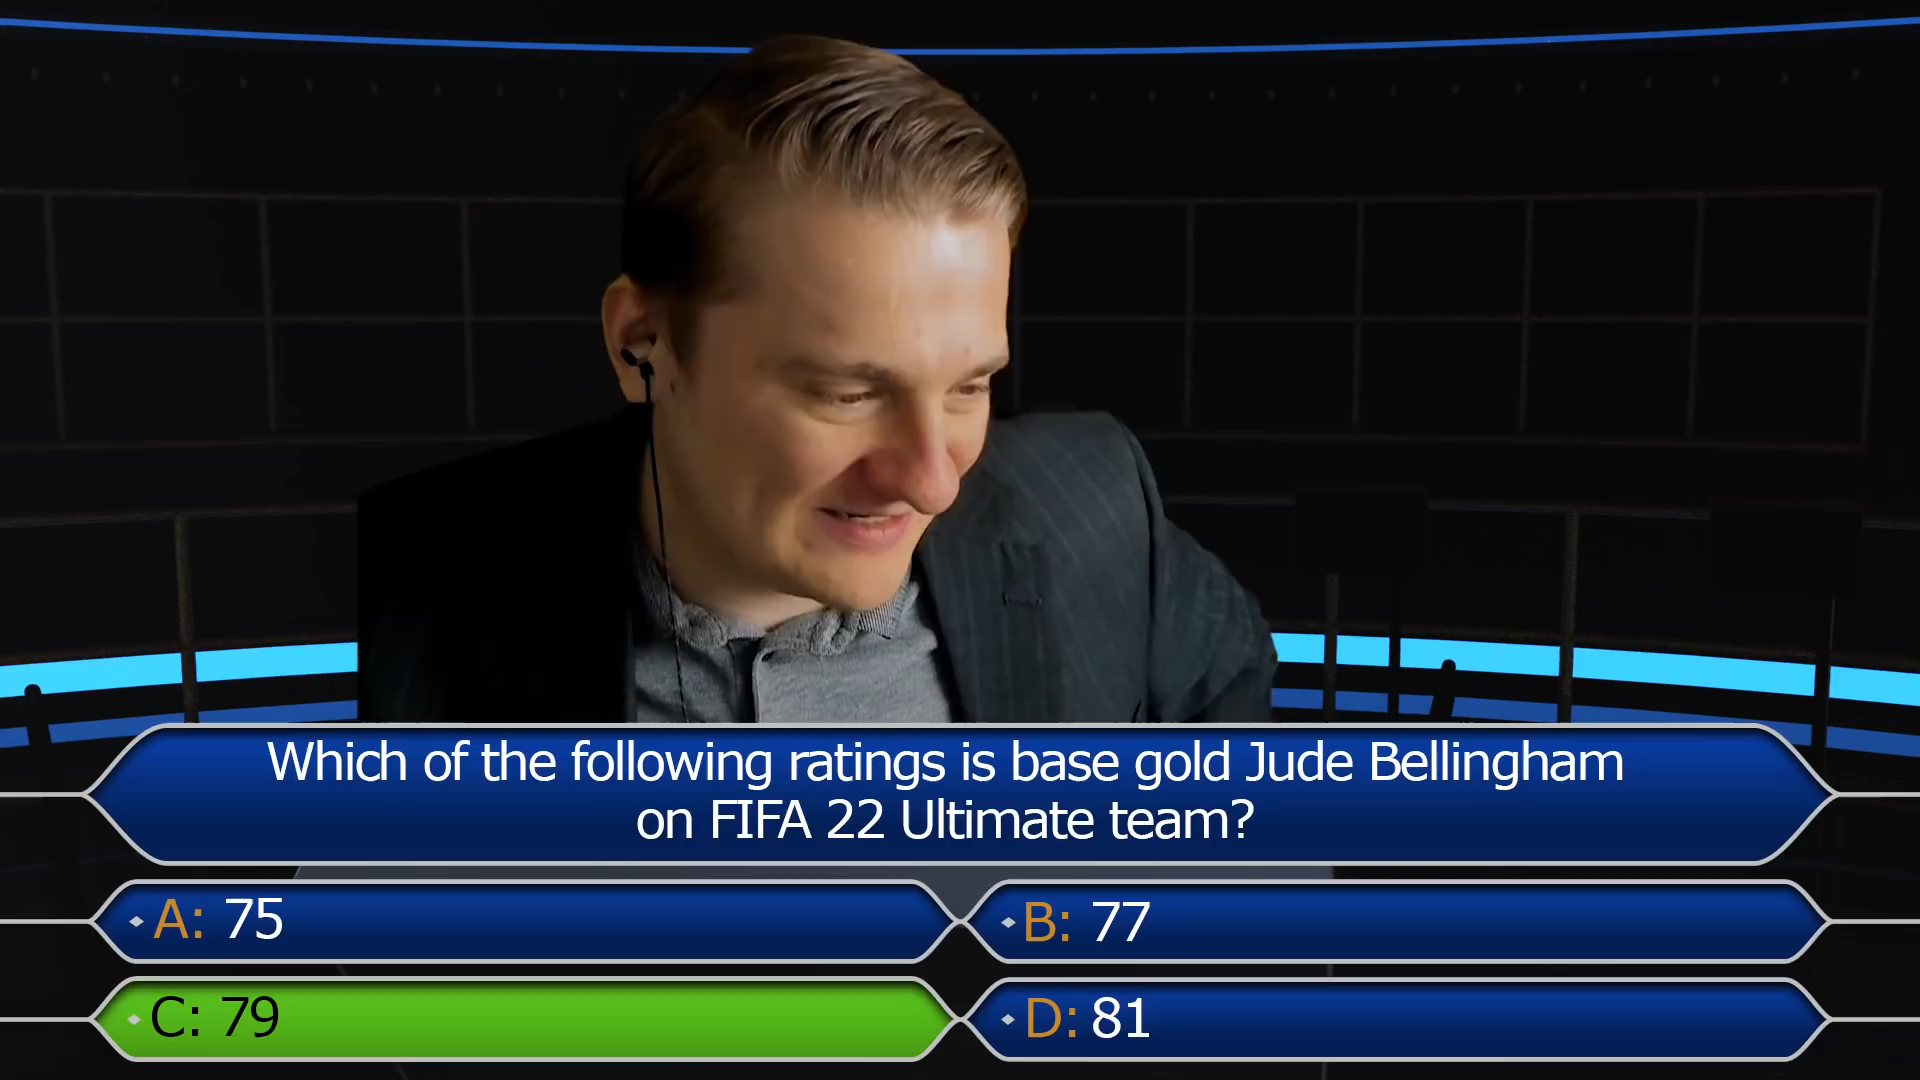 Which of the following ratings is base gold Jude Bellingham
on FIFA 22 Ultimate team?
A: 75
B: 77
C: 79
D: 81